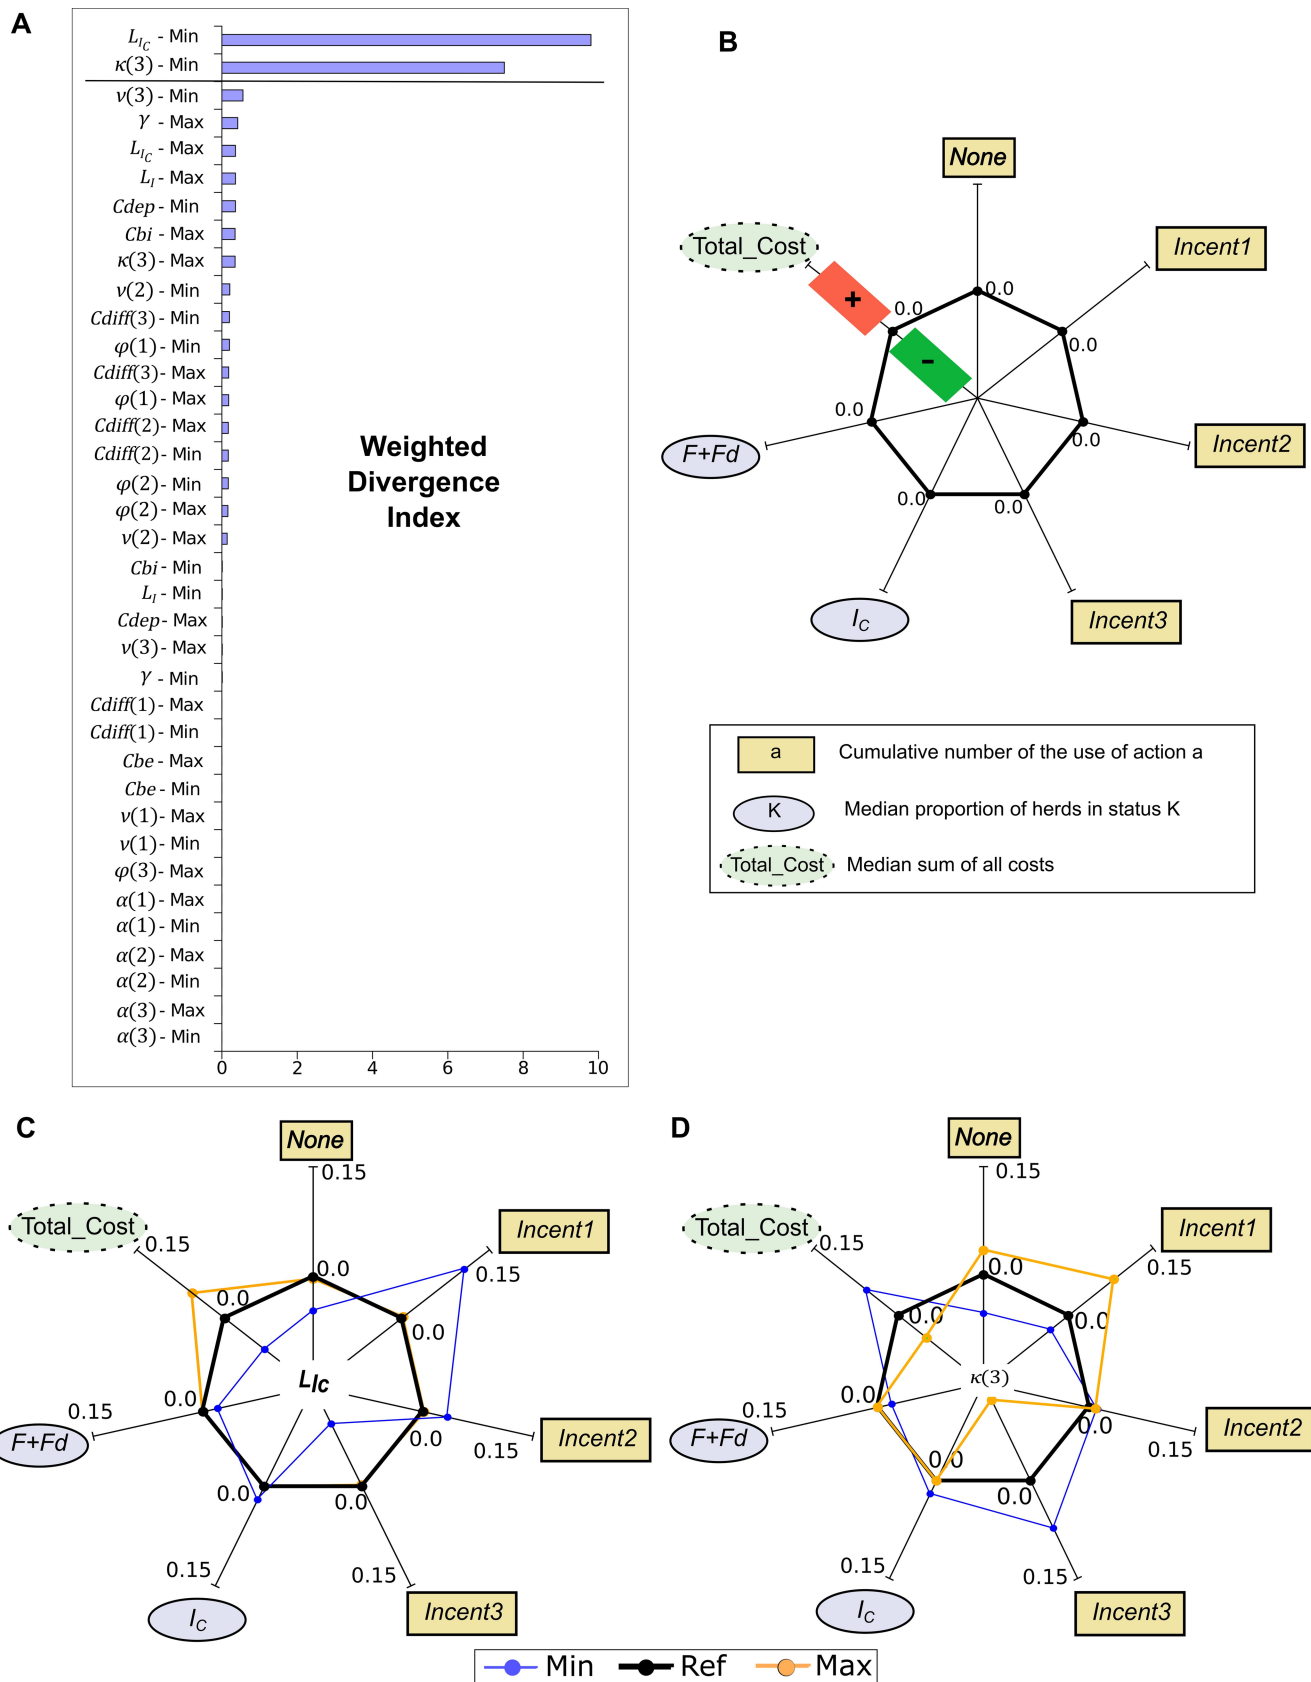 A
L_{I_C} - Min
κ(3) - Min
ν(3) - Min
γ - Max
L_{I_C} - Max
L_I - Max
Cdep - Min
Cbi - Max
κ(3) - Max
ν(2) - Min
Cdiff(3) - Min
φ(1) - Min
Cdiff(3) - Max
φ(1) - Max
Cdiff(2) - Max
Cdiff(2) - Min
φ(2) - Min
φ(2) - Max
ν(2) - Max
Cbi - Min
L_I - Min
Cdep - Max
ν(3) - Max
γ - Min
Cdiff(1) - Max
Cdiff(1) - Min
Cbe - Max
Cbe - Min
ν(1) - Max
ν(1) - Min
φ(3) - Max
α(1) - Max
α(1) - Min
α(2) - Max
α(2) - Min
α(3) - Max
α(3) - Min
0 2 4 6 8 10
Weighted
Divergence
Index
B
None
Total_Cost
Incent1
+
-
0.0
0.0
0.0
0.0
0.0
0.0
0.0
F+Fd
Incent2
I_C
Incent3
a Cumulative number of the use of action a
K Median proportion of herds in status K
Total_Cost Median sum of all costs
C
None
0.15
Total_Cost
0.15
Incent1
0.15
0.0
0.0
0.0
L_{Ic}
0.0
0.15
F+Fd
0.0
0.15
Incent2
0.0
0.0
0.15
I_C
0.15
Incent3
D
None
0.15
Total_Cost
0.15
Incent1
0.15
0.0
0.0
0.0
κ(3)
0.0
0.15
F+Fd
0.0
0.15
Incent2
0.0
0.0
0.15
I_C
0.15
Incent3
Min Ref Max